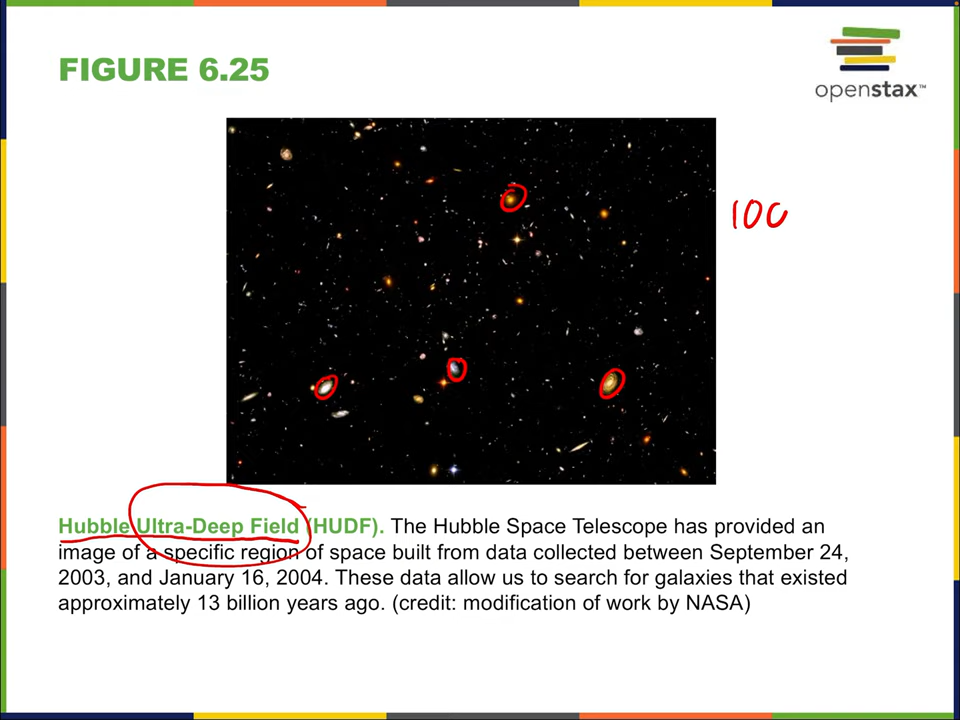 FIGURE 6.25
openstax™
100
Hubble Ultra-Deep Field (HUDF). The Hubble Space Telescope has provided an
image of a specific region of space built from data collected between September 24,
2003, and January 16, 2004. These data allow us to search for galaxies that existed
approximately 13 billion years ago. (credit: modification of work by NASA)